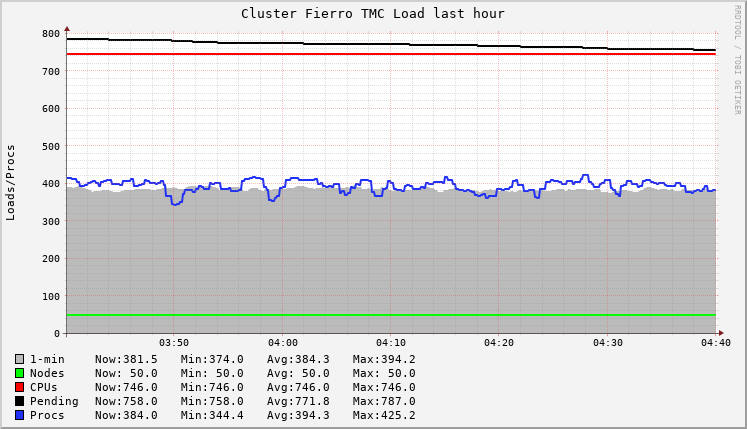 Cluster Fierro TMC Load last hour
RRDTOOL / TOBI OETIKER
Loads/Procs
800
700
600
500
400
300
200
100
0
03:50 04:00 04:10 04:20 04:30 04:40
1-min Now:381.5 Min:374.0 Avg:384.3 Max:394.2
Nodes Now: 50.0 Min: 50.0 Avg: 50.0 Max: 50.0
CPUs Now:746.0 Min:746.0 Avg:746.0 Max:746.0
Pending Now:758.0 Min:758.0 Avg:771.8 Max:787.0
Procs Now:384.0 Min:344.4 Avg:394.3 Max:425.2